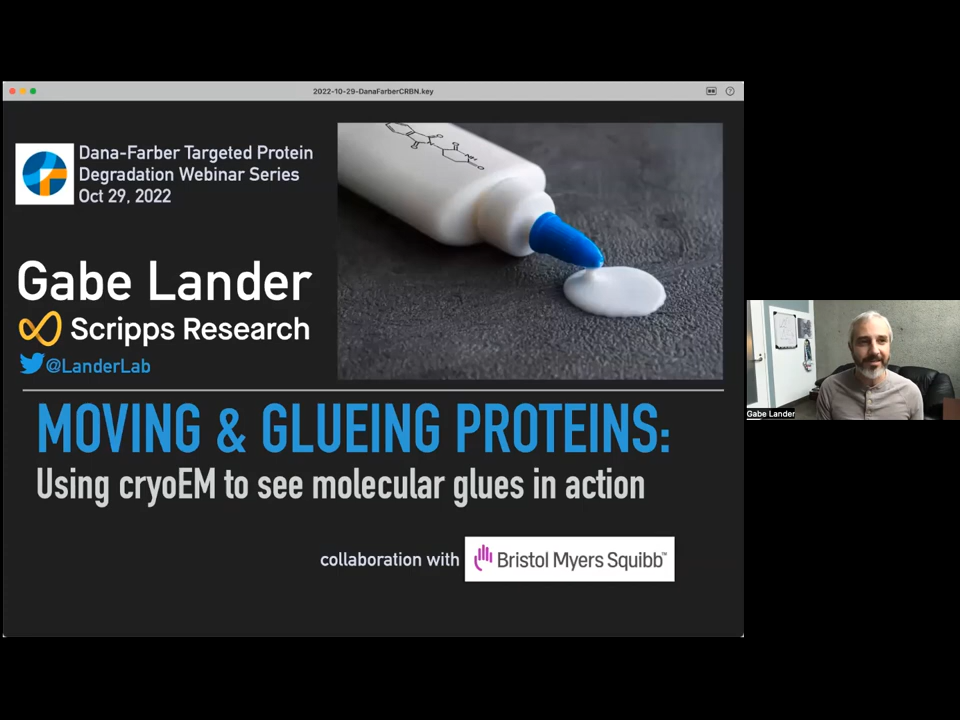 2022-10-29-DanaFarberCRBN.key
Dana-Farber Targeted Protein
Degradation Webinar Series
Oct 29, 2022
Gabe Lander
Scripps Research
@LanderLab
MOVING & GLUEING PROTEINS:
Using cryoEM to see molecular glues in action
collaboration with
Bristol Myers Squibb™
Gabe Lander